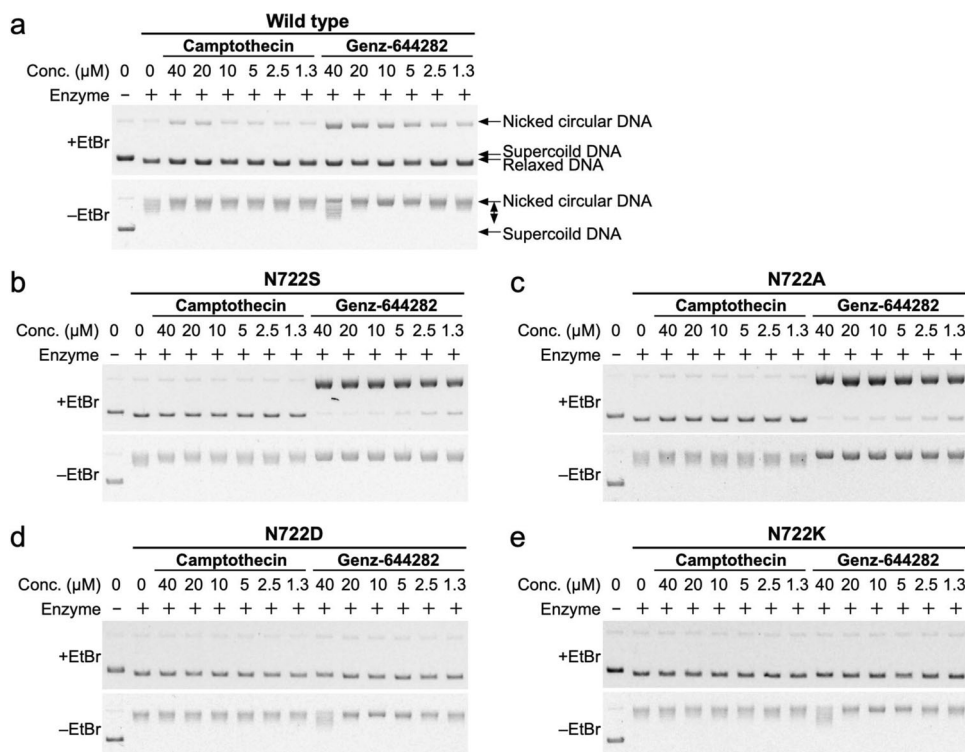 a
Wild type
Camptothecin Genz-644282
Conc. (µM) 0 0 40 20 10 5 2.5 1.3 40 20 10 5 2.5 1.3
Enzyme – + + + + + + + + + + + + +
+EtBr
Nicked circular DNA
Supercoild DNA
Relaxed DNA
–EtBr
Nicked circular DNA
Supercoild DNA
b
N722S
Camptothecin Genz-644282
Conc. (µM) 0 0 40 20 10 5 2.5 1.3 40 20 10 5 2.5 1.3
Enzyme – + + + + + + + + + + + + +
+EtBr
–EtBr
c
N722A
Camptothecin Genz-644282
Conc. (µM) 0 0 40 20 10 5 2.5 1.3 40 20 10 5 2.5 1.3
Enzyme – + + + + + + + + + + + + +
+EtBr
–EtBr
d
N722D
Camptothecin Genz-644282
Conc. (µM) 0 0 40 20 10 5 2.5 1.3 40 20 10 5 2.5 1.3
Enzyme – + + + + + + + + + + + + +
+EtBr
–EtBr
e
N722K
Camptothecin Genz-644282
Conc. (µM) 0 0 40 20 10 5 2.5 1.3 40 20 10 5 2.5 1.3
Enzyme – + + + + + + + + + + + + +
+EtBr
–EtBr